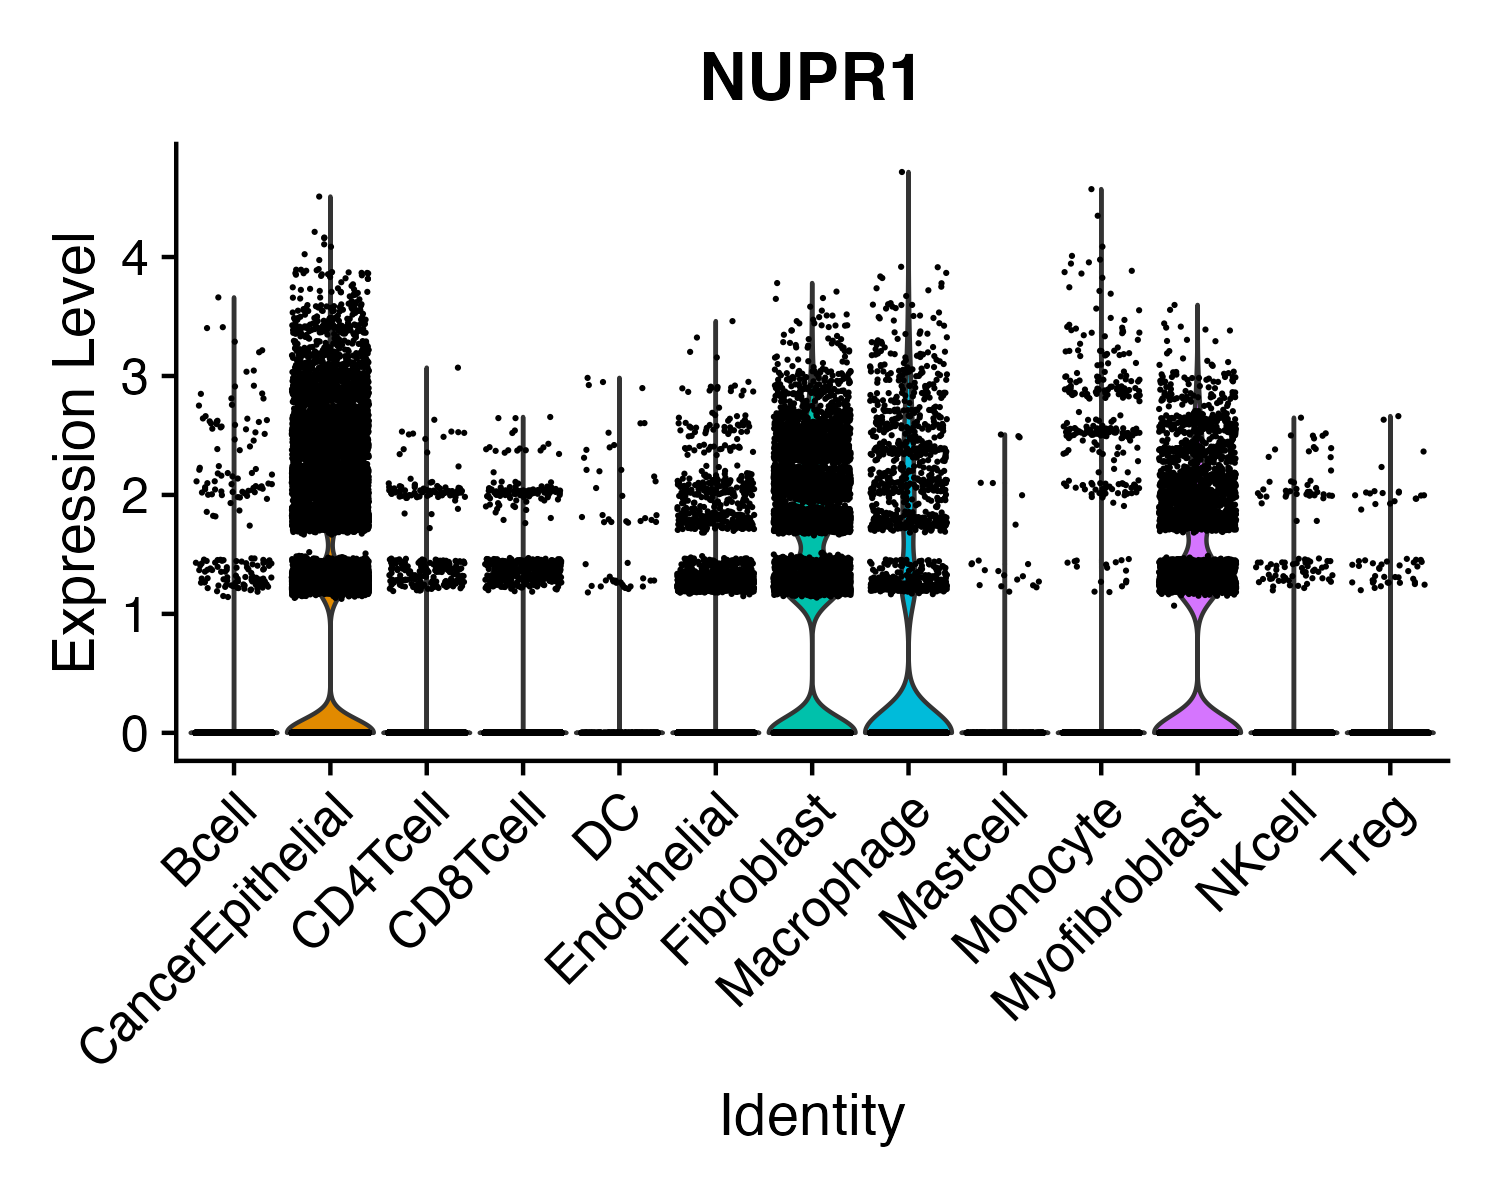 NUPR1
Expression Level
4
3
2
1
0
Bcell
CancerEpithelial
CD4Tcell
CD8Tcell
DC
Endothelial
Fibroblast
Macrophage
Mastcell
Monocyte
Myofibroblast
NKcell
Treg
Identity